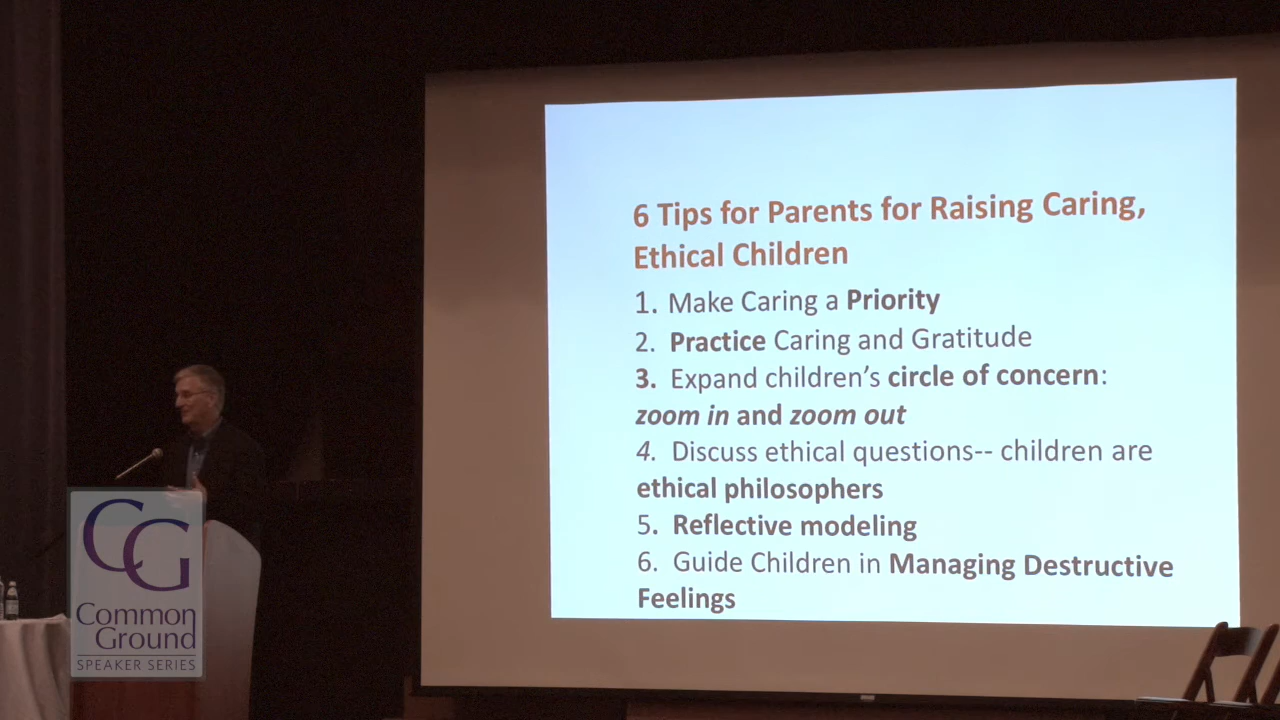 6 Tips for Parents for Raising Caring,
Ethical Children
1. Make Caring a Priority
2. Practice Caring and Gratitude
3. Expand children’s circle of concern:
zoom in and zoom out
4. Discuss ethical questions-- children are
ethical philosophers
5. Reflective modeling
6. Guide Children in Managing Destructive
Feelings
CG
Common
Ground
SPEAKER SERIES